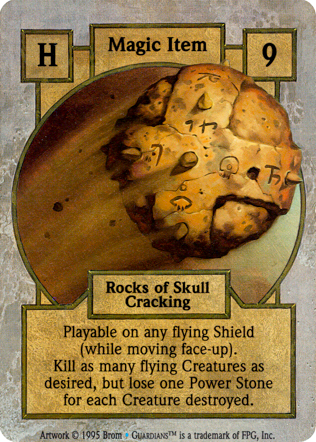 H
Magic Item
9
Rocks of Skull
Cracking
Playable on any flying Shield
(while moving face-up).
Kill as many flying Creatures as
desired, but lose one Power Stone
for each Creature destroyed.
Artwork © 1995 Brom GUARDIANS™ is a trademark of FPG, Inc.